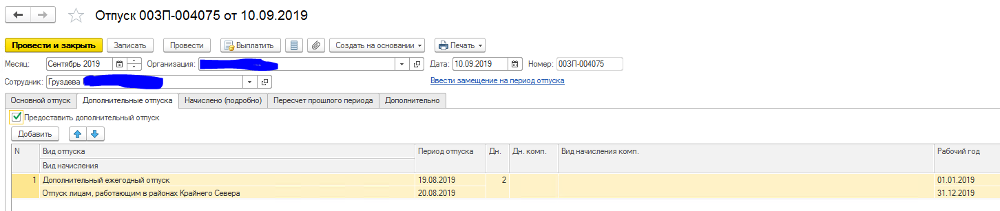 Отпуск 003П-004075 от 10.09.2019
Провести и закрыть Записать Провести Выплатить Создать на основании Печать
Месяц: Сентябрь 2019 Организация: Дата: 10.09.2019 Номер: 003П-004075
Сотрудник: Груздева Ввести замещение на период отпуска
Основной отпуск Дополнительные отпуска Начислено (подробно) Пересчет прошлого периода Дополнительно
Предоставить дополнительный отпуск
Добавить
N Вид отпуска Период отпуска Дн. Дн. комп. Вид начисления комп. Рабочий год
Вид начисления
1 Дополнительный ежегодный отпуск 19.08.2019 2 01.01.2019
Отпуск лицам, работающим в районах Крайнего Севера 20.08.2019 31.12.2019